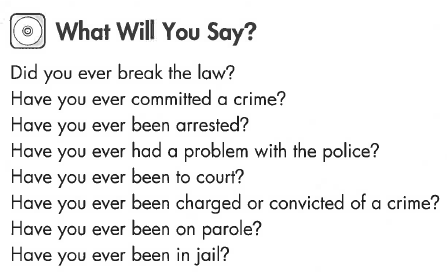 What Will You Say?
Did you ever break the law?
Have you ever committed a crime?
Have you ever been arrested?
Have you ever had a problem with the police?
Have you ever been to court?
Have you ever been charged or convicted of a crime?
Have you ever been on parole?
Have you ever been in jail?